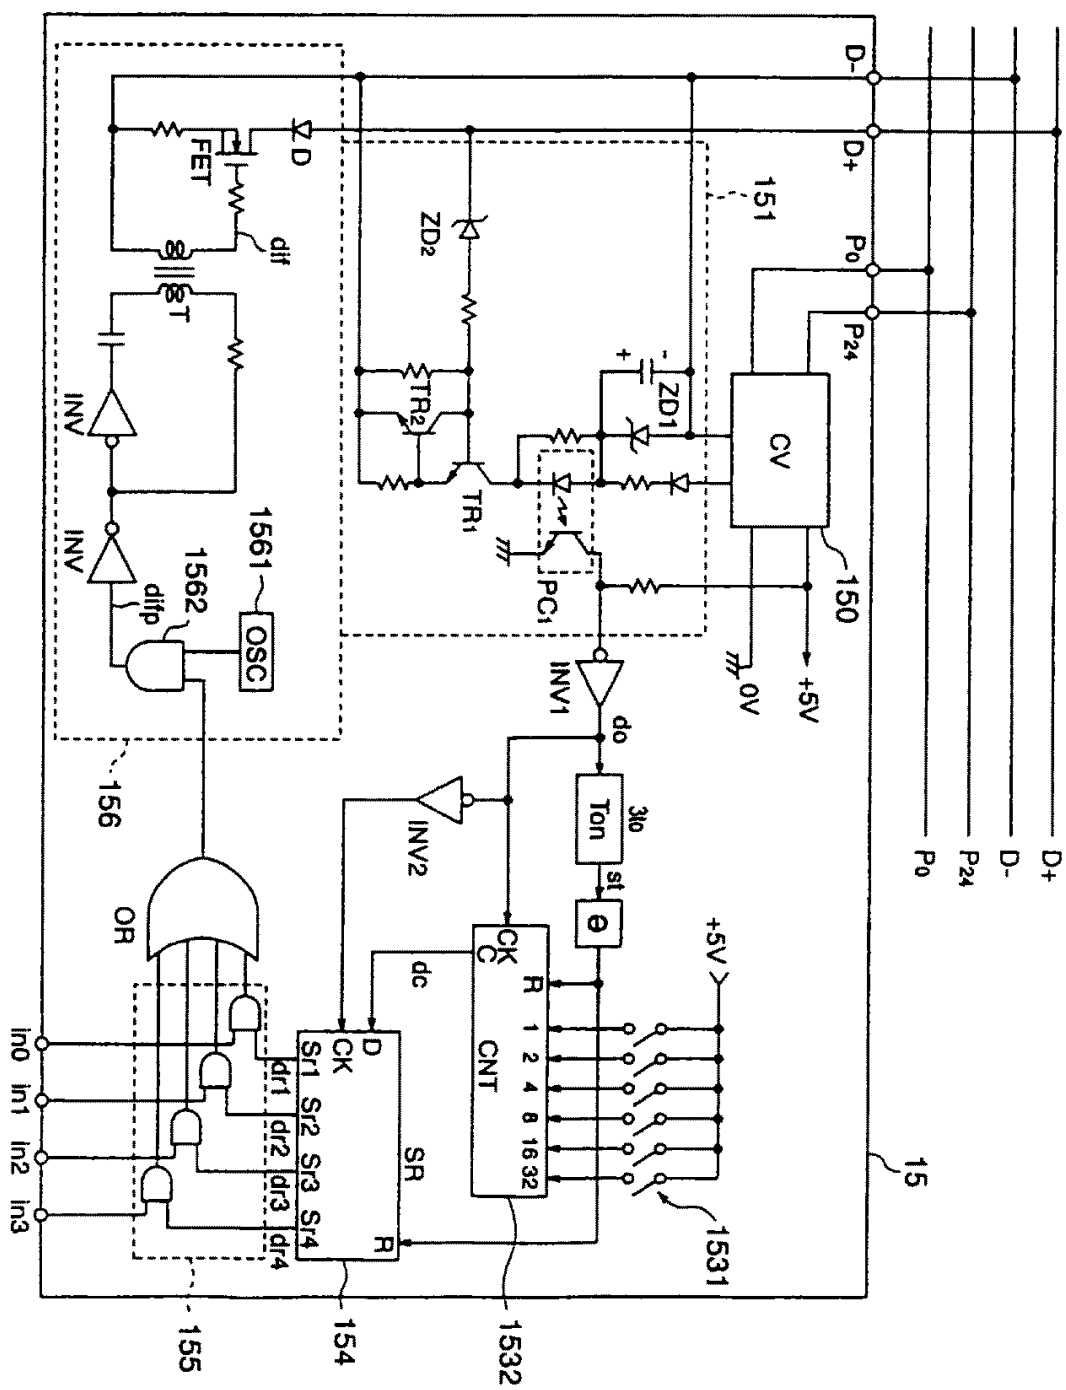 D+
D-
P24
P0
15
D-
D+
P0
P24
151
CV
150
+5V
0V
ZD1
-
+
ZD2
TR2
TR1
PC1
D
FET
dif
T
INV
INV
difp
1562
1561
OSC
156
INV1
do
3t0
Ton
st
e
INV2
+5V
1531
CK
C
R
1
2
4
8
16
32
CNT
1532
dc
D
CK
R
SR
Sr1
Sr2
Sr3
Sr4
154
dr1
dr2
dr3
dr4
155
OR
in0
in1
in2
in3